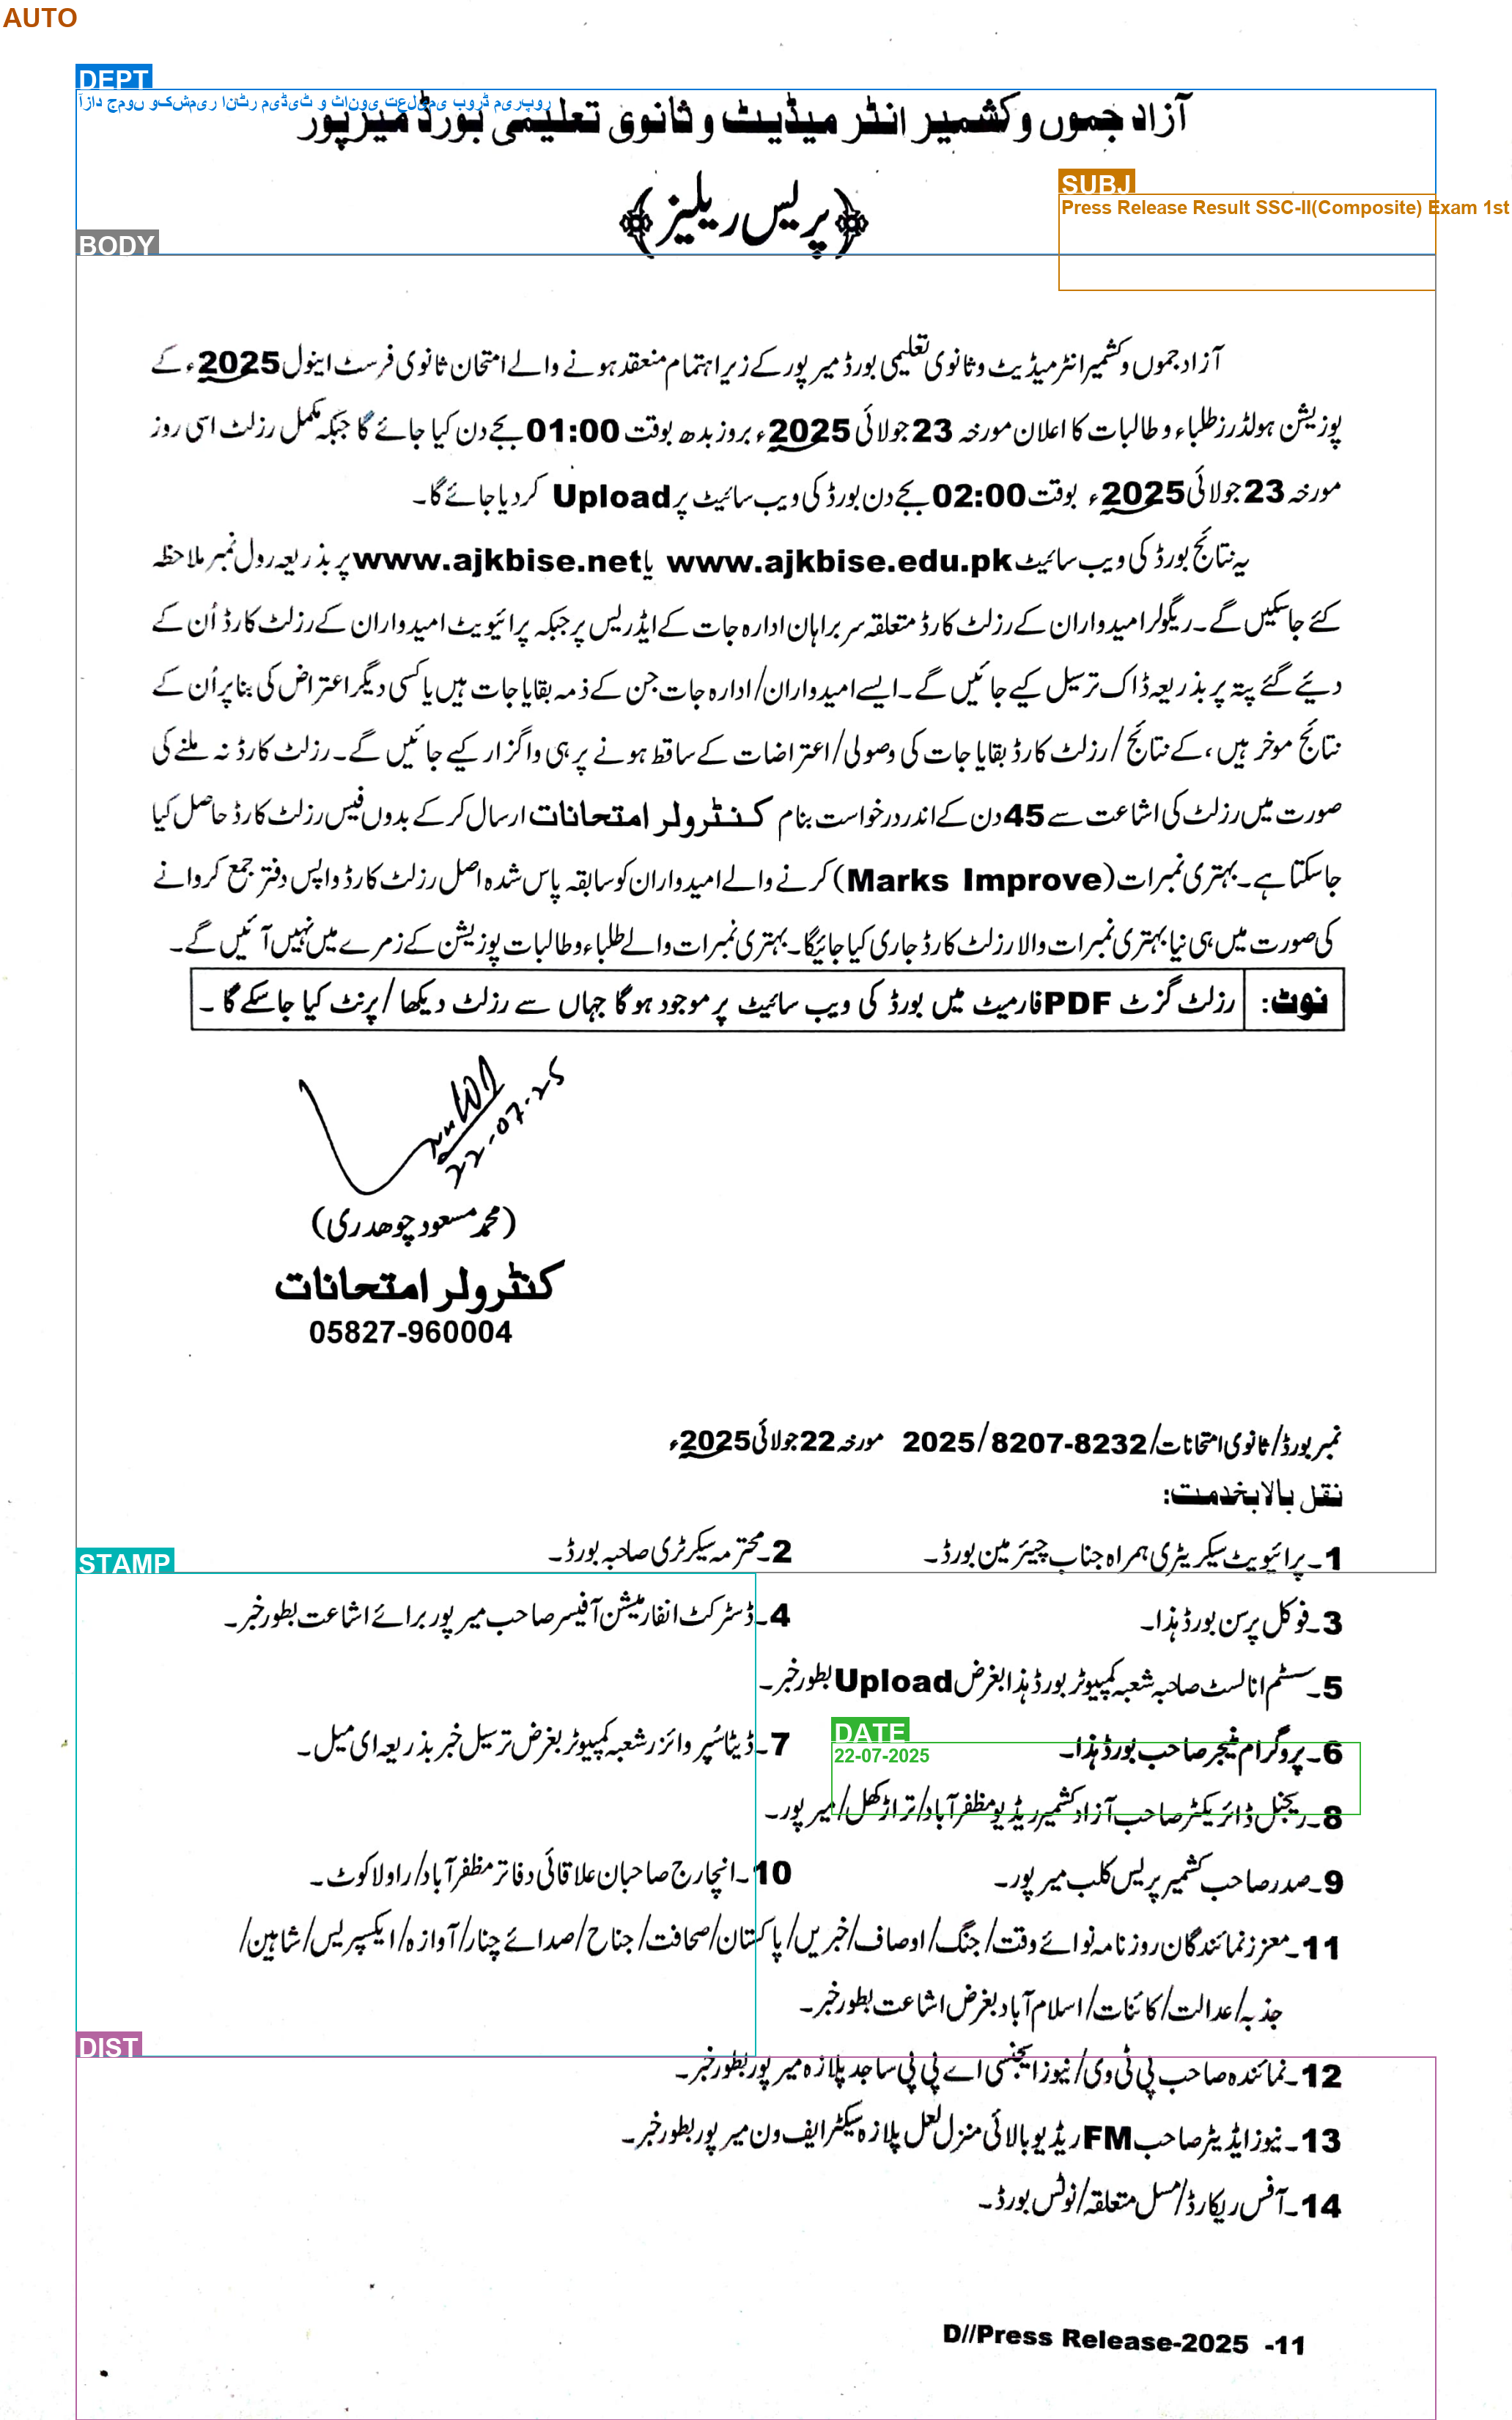 AUTO
DEPT
آزاد جموں وکشمیر انٹر میڈیٹ و ثانوی تعلیمی بورڈ میرپور
آزاد جموں و کشمیر انٹر میڈیٹ و ثانوی تعلیمی بورڈ میرپور
SUBJ
Press Release Result SSC-II(Composite) Exam 1st
﴿پریس ریلیز﴾
BODY
آزاد جموں وکشمیر انٹرمیڈیٹ وثانوی تعلیمی بورڈ میرپور کے زیراہتمام منعقد ہونے والے امتحان ثانوی فرسٹ اینول 2025ء کے
پوزیشن ہولڈرز طلباء و طالبات کا اعلان مورخہ 23 جولائی 2025ء بروز بدھ بوقت 01:00 بجے دن کیا جائے گا جبکہ مکمل رزلٹ اسی روز
مورخہ 23 جولائی 2025ء بوقت 02:00 بجے دن بورڈ کی ویب سائیٹ پر Upload کر دیا جائے گا۔
یہ نتائج بورڈ کی ویب سائیٹ www.ajkbise.edu.pk یا www.ajkbise.net پر بذریعہ رول نمبر ملاحظہ
کئے جاسکیں گے۔ ریگولر امیدواران کے رزلٹ کارڈ متعلقہ سربراہان ادارہ جات کے ایڈریس پر جبکہ پرائیویٹ امیدواران کے رزلٹ کارڈ اُن کے
دیئے گئے پتہ پر بذریعہ ڈاک ترسیل کیے جائیں گے۔ ایسے امیدواران/ادارہ جات جن کے ذمہ بقایا جات ہیں یا کسی دیگر اعتراض کی بنا پر اُن کے
نتائج موخر ہیں، کے نتائج/رزلٹ کارڈ بقایا جات کی وصولی/اعتراضات کے ساقط ہونے پر ہی واگزار کیے جائیں گے۔ رزلٹ کارڈ نہ ملنے کی
صورت میں رزلٹ کی اشاعت سے 45 دن کے اندر درخواست بنام کنٹرولر امتحانات ارسال کر کے بدوں فیس رزلٹ کارڈ حاصل کیا
جاسکتا ہے۔ بہتری نمبرات (Marks Improve) کرنے والے امیدواران کو سابقہ پاس شدہ اصل رزلٹ کارڈ واپس دفتر جمع کروانے
کی صورت میں ہی نیا بہتری نمبرات والا رزلٹ کارڈ جاری کیا جائیگا۔ بہتری نمبرات والے طلباء وطالبات پوزیشن کے زمرے میں نہیں آئیں گے۔
نوٹ: رزلٹ گزٹ PDF فارمیٹ میں بورڈ کی ویب سائیٹ پر موجود ہوگا جہاں سے رزلٹ دیکھا/پرنٹ کیا جاسکے گا۔
22-07-25
(محمد مسعود چوھدری)
کنٹرولر امتحانات
05827-960004
نمبر بورڈ/ثانوی امتحانات/8207-8232/2025 مورخہ 22 جولائی 2025ء
نقل بالا بخدمت:
1۔ پرائیویٹ سیکریٹری ہمراہ جناب چیئرمین بورڈ۔ 2۔ محترمہ سیکرٹری صاحبہ بورڈ۔
STAMP
3۔ فوکل پرسن بورڈ ہذا۔ 4۔ ڈسٹرکٹ انفارمیشن آفیسر صاحب میرپور برائے اشاعت بطور خبر۔
5۔ سسٹم انالسٹ صاحبہ شعبہ کمپیوٹر بورڈ ہذا بغرض Upload بطور خبر۔
DATE
22-07-2025
6۔ پروگرام منیجر صاحب بورڈ ہذا۔ 7۔ ڈیٹا سُپروائزر شعبہ کمپیوٹر بغرض ترسیل خبر بذریعہ ای میل۔
8۔ ریجنل ڈائریکٹر صاحب آزاد کشمیر ریڈیو مظفرآباد/تراڑکھل/میرپور۔
9۔ صدر صاحب کشمیر پریس کلب میرپور۔ 10۔ انچارج صاحبان علاقائی دفاتر مظفرآباد/راولاکوٹ۔
11۔ معزز نمائندگان روزنامہ نوائے وقت/جنگ/اوصاف/خبریں/پاکستان/صحافت/جناح/صدائے چنار/آوازہ/ایکسپریس/شاہین/
جذبہ/عدالت/کائنات/اسلام آباد بغرض اشاعت بطور خبر۔
DIST
12۔ نمائندہ صاحب پی ٹی وی/نیوز ایجنسی اے پی پی ساجد پلازہ میرپور بطور خبر۔
13۔ نیوز ایڈیٹر صاحب FM ریڈیو بالائی منزل لعل پلازہ سیکٹر ایف ون میرپور بطور خبر۔
14۔ آفس ریکارڈ/مسل متعلقہ/نوٹس بورڈ۔
D//Press Release-2025 -11